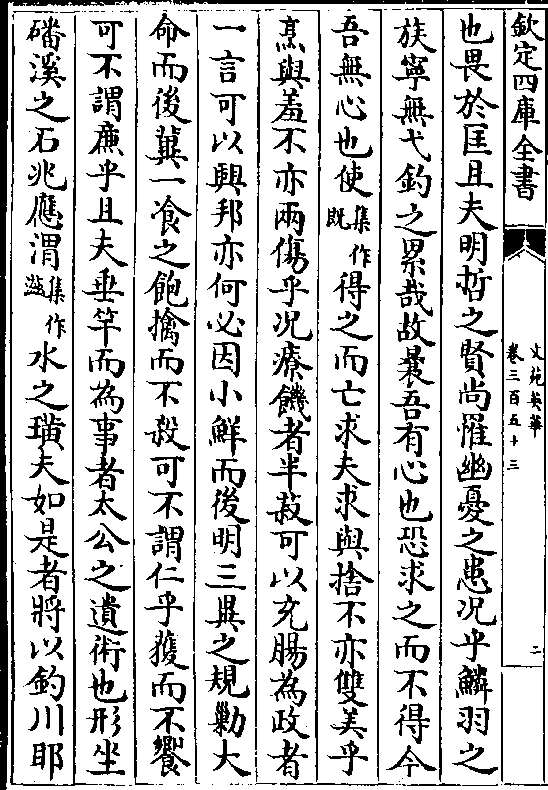 欽定四庫全書
文苑英華
卷三百五十三
二
也畏於匡且夫明哲之賢尚罹幽憂之患况乎鱗羽之
族寧無弋釣之累哉故曩吾有心也恐求之而不得今
吾無心也使集作既得之而亡求夫求與捨不亦雙美乎
烹與羞不亦兩傷乎况療饑者半菽可以充腸為政者
一言可以興邦亦何必因小鮮而後明三異之規勦大
命而後冀一飡之飽擒而不殺可不謂仁乎獲而不饗
可不謂廉乎且夫垂竿而為事者太公之遺術也形坐
磻溪之石兆應渭集作滋水之璜夫如是者將以釣川耶